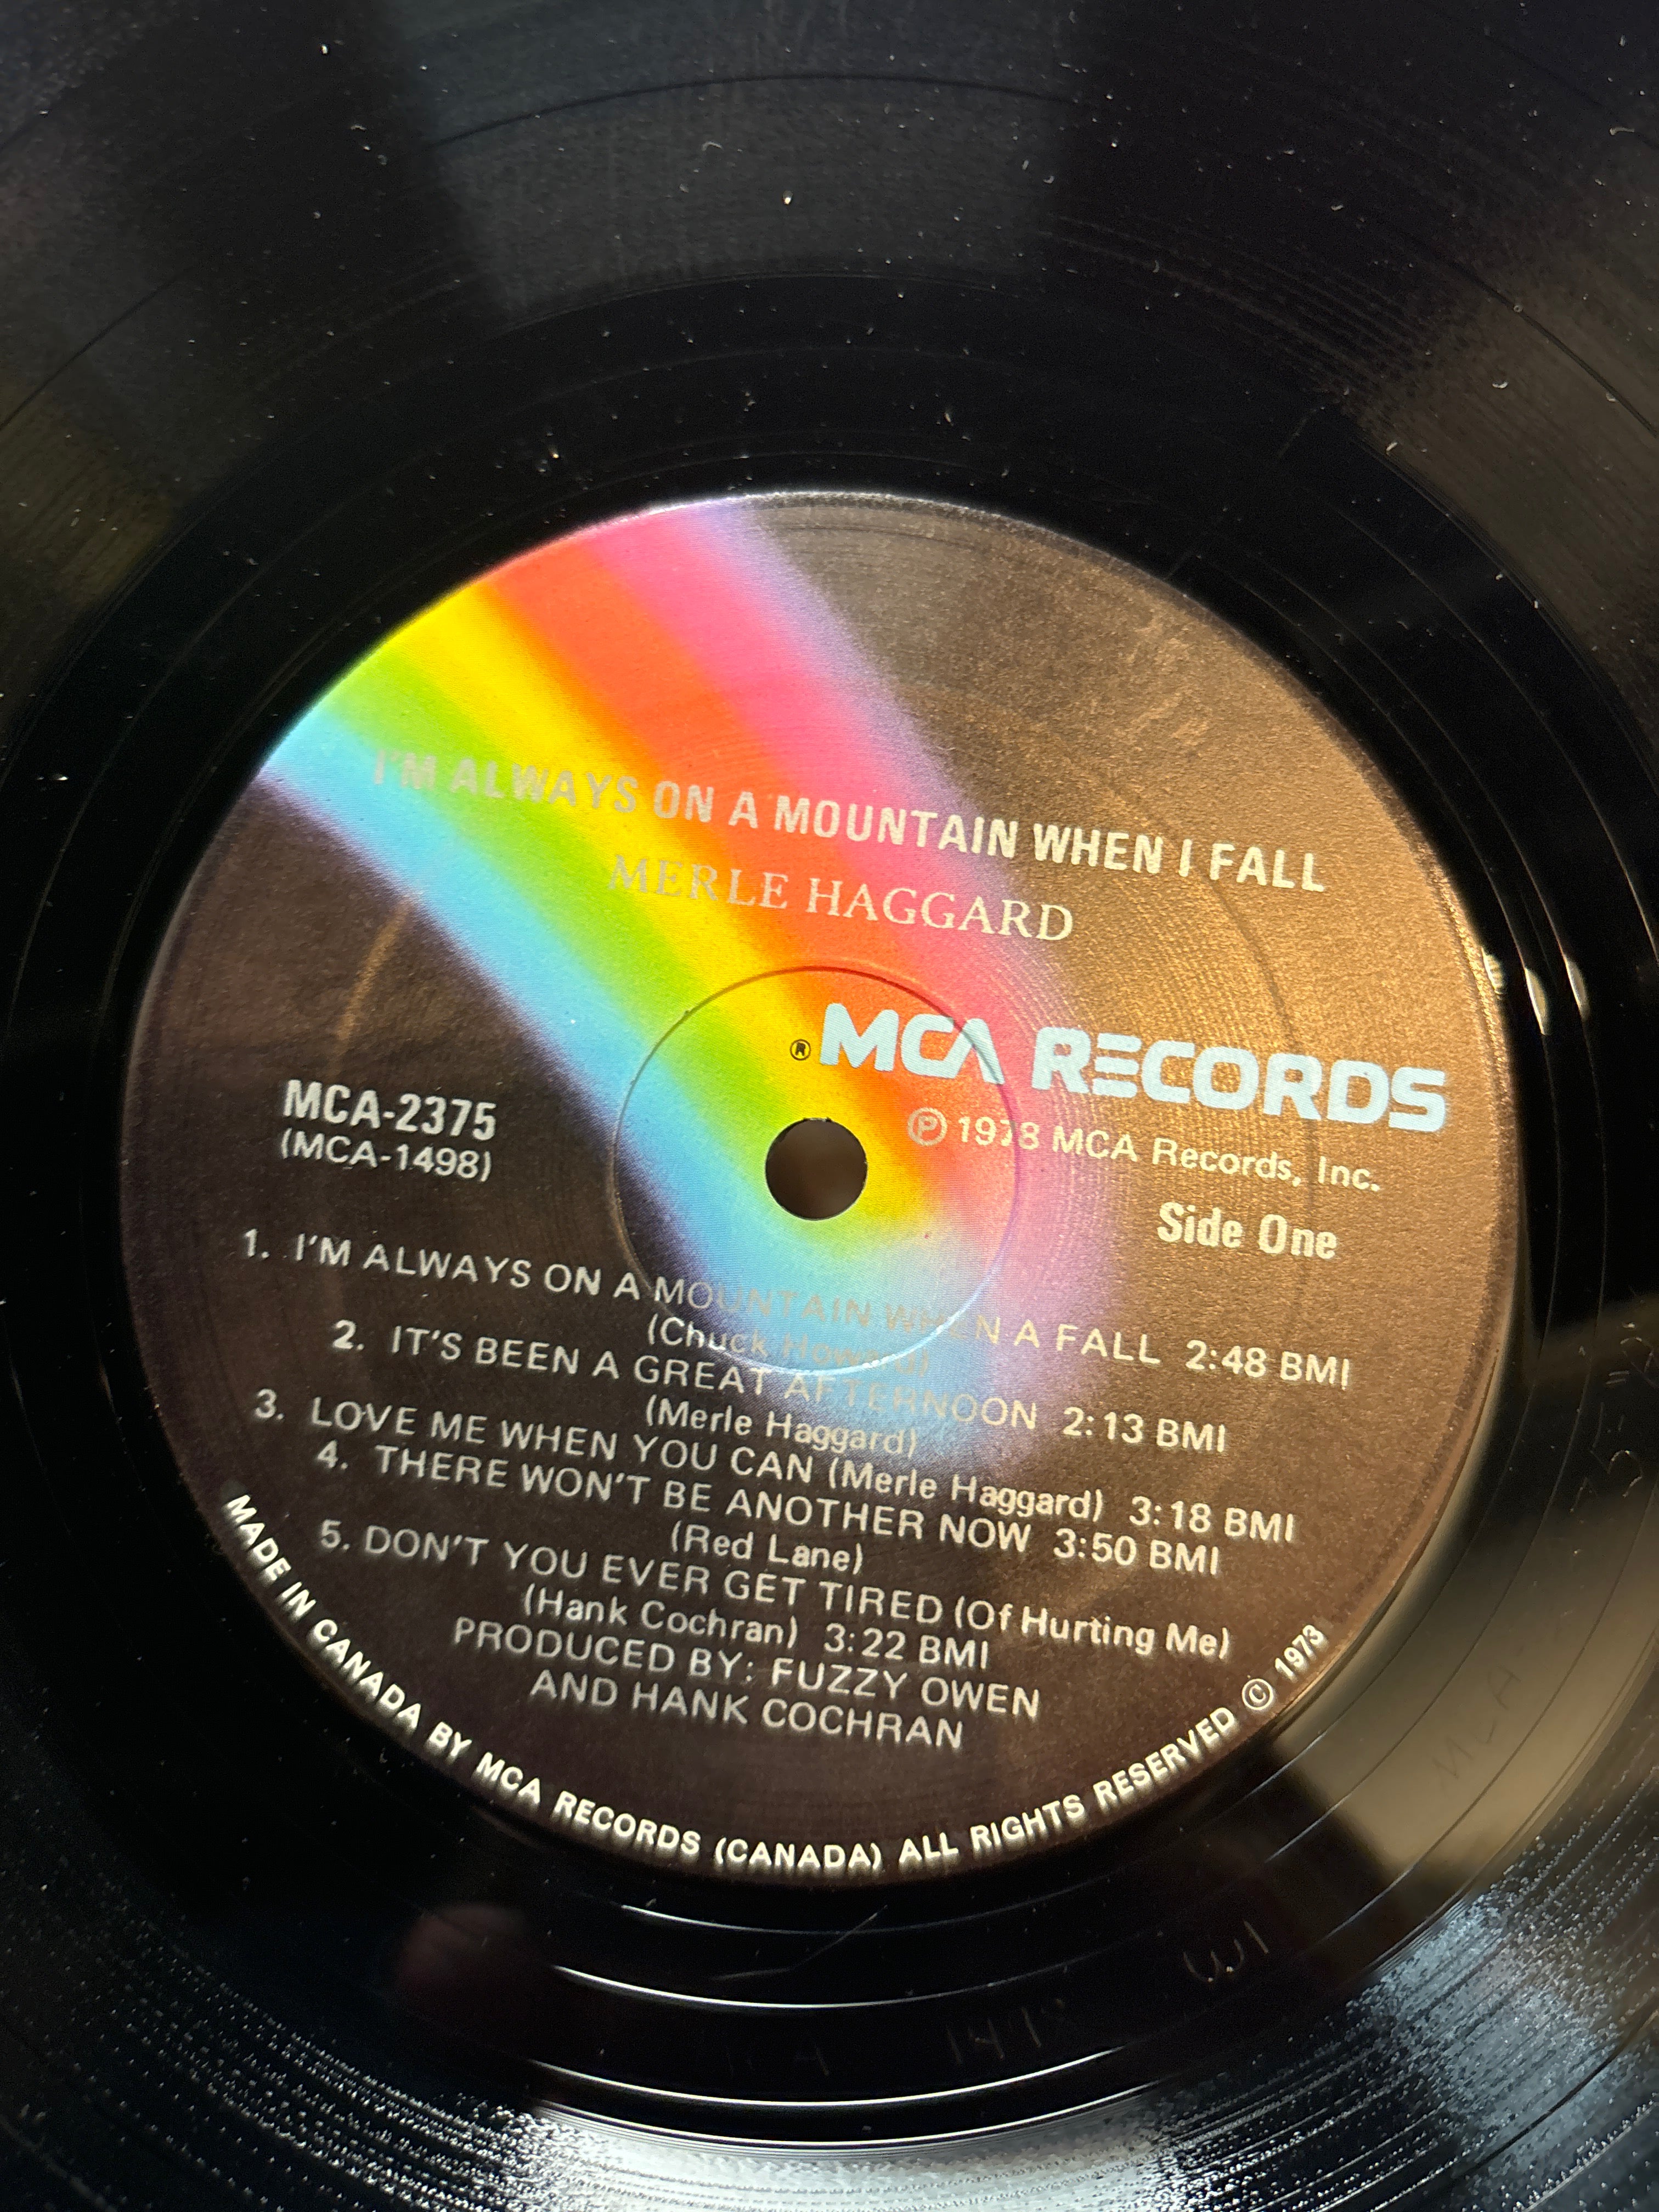 I'M ALWAYS ON A MOUNTAIN WHEN I FALL
MERLE HAGGARD
® MCA RECORDS
Ⓟ 1978 MCA Records, Inc.
MCA-2375
(MCA-1498)
Side One
1. I'M ALWAYS ON A MOUNTAIN WHEN A FALL 2:48 BMI
(Chuck Howard)
2. IT'S BEEN A GREAT AFTERNOON 2:13 BMI
(Merle Haggard)
3. LOVE ME WHEN YOU CAN (Merle Haggard) 3:18 BMI
4. THERE WON'T BE ANOTHER NOW 3:50 BMI
(Red Lane)
5. DON'T YOU EVER GET TIRED (Of Hurting Me)
(Hank Cochran) 3:22 BMI
PRODUCED BY: FUZZY OWEN
AND HANK COCHRAN
MADE IN CANADA BY MCA RECORDS (CANADA) ALL RIGHTS RESERVED © 1973